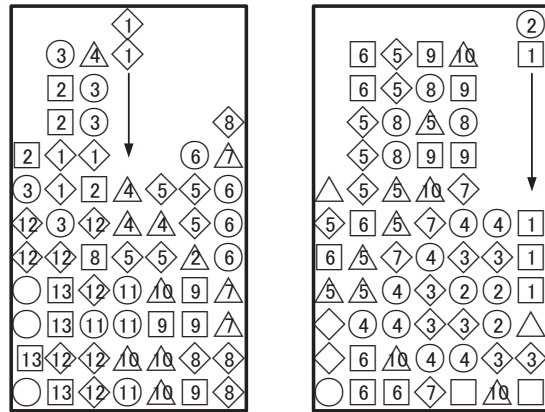 1
3 4 1
2 3
2 3 8
2 1 1 6 7
3 1 2 4 5 5 6
12 3 12 4 4 5 6
12 12 8 5 5 2 6
13 12 11 10 9 7
13 11 11 9 9 7
13 12 12 10 10 8 8
13 12 11 10 9 8
2
6 5 9 10 1
6 5 8 9
5 8 5 8
5 8 9 9
5 5 10 7
5 6 5 7 4 4 1
6 5 7 4 3 3 1
5 5 4 3 2 2 1
4 4 3 3 2
6 10 4 4 3 3
6 6 7 10